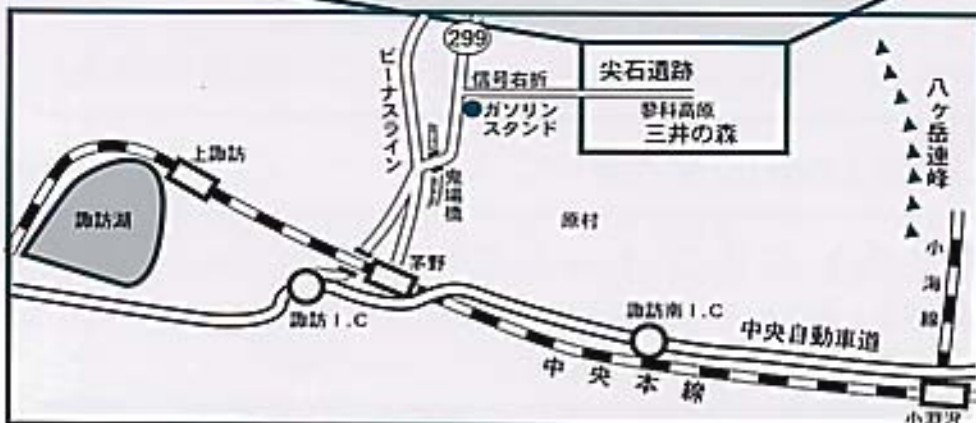 299
ビーナスライン
信号右折
ガソリン
スタンド
尖石遺跡
蓼科高原
三井の森
八ヶ岳連峰
上諏訪
諏訪湖
鬼場橋
原村
小海線
茅野
諏訪I.C
諏訪南I.C
中央自動車道
中央本線